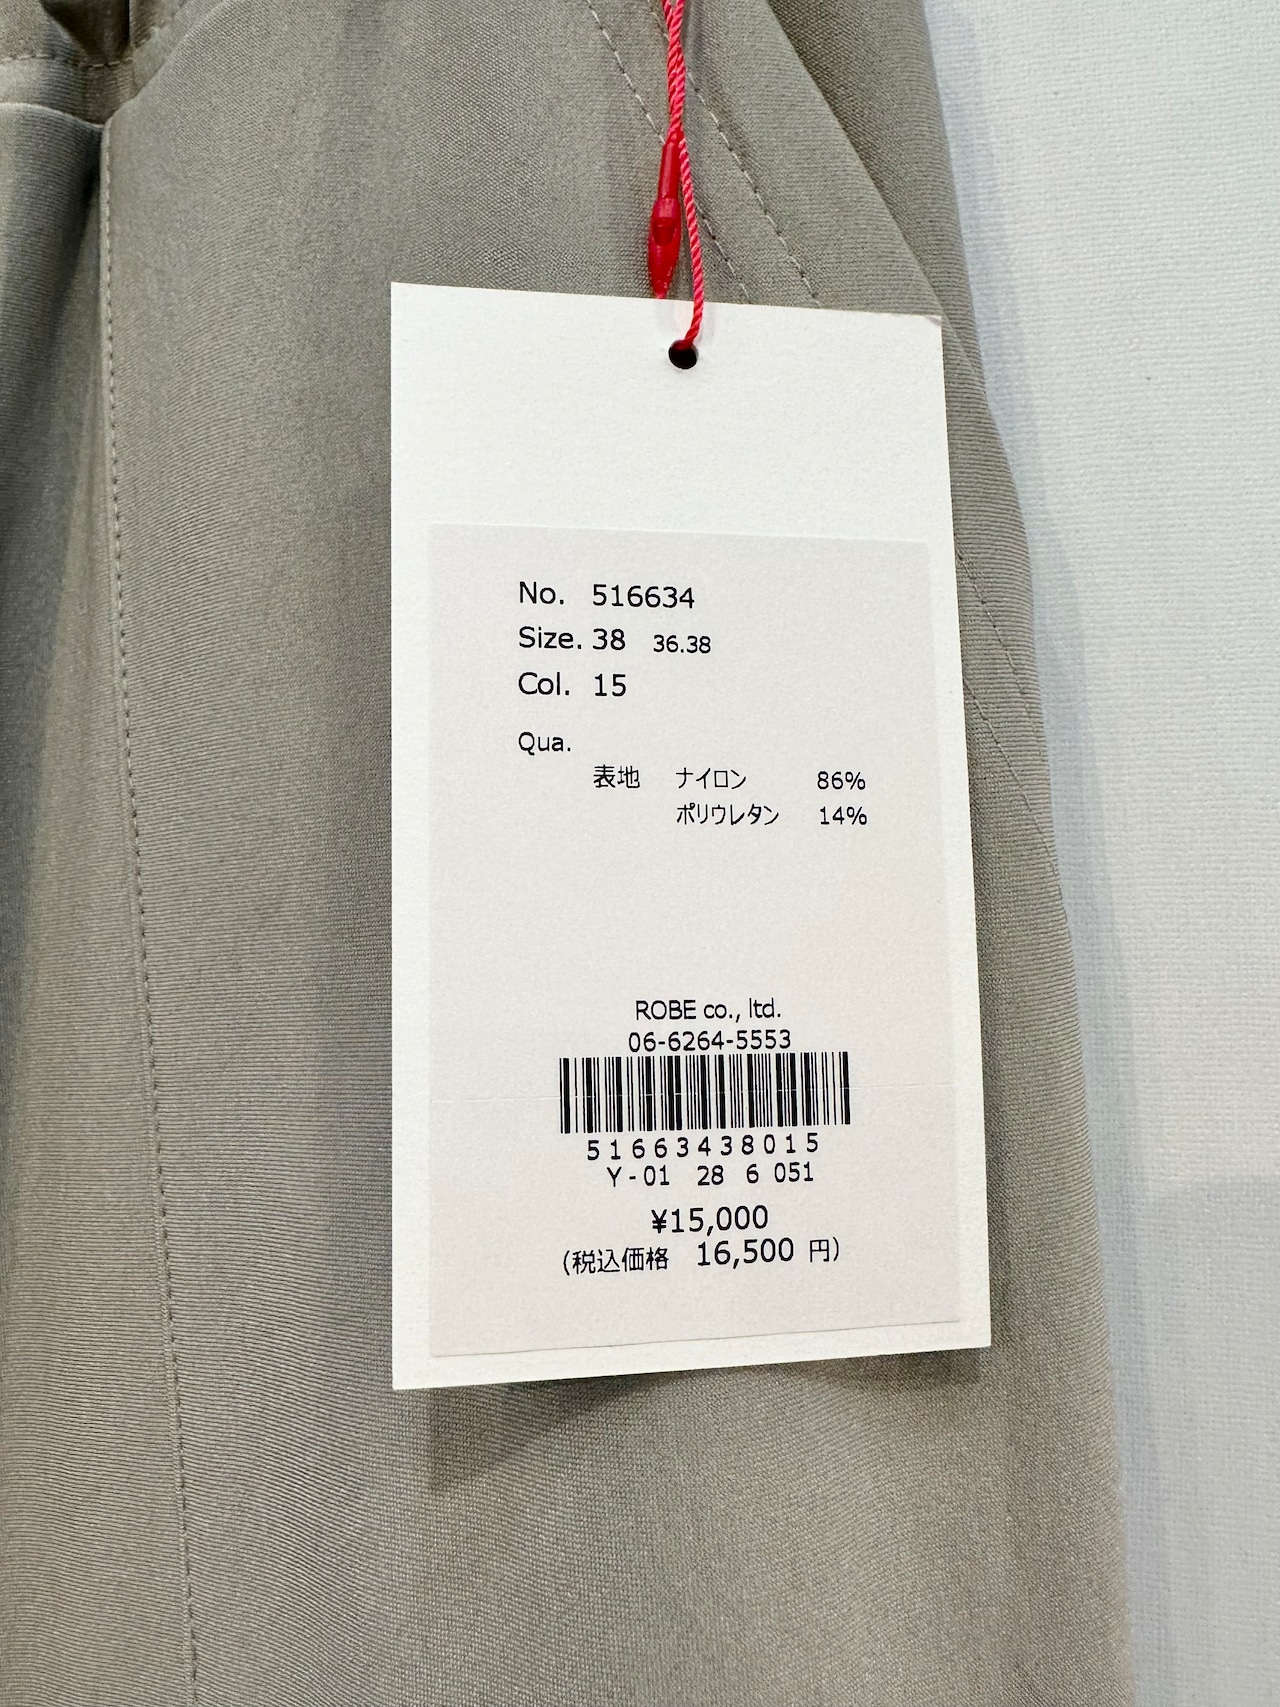 No. 516634
Size. 38 36.38
Col. 15
Qua.
表地 ナイロン 86%
ポリウレタン 14%
ROBE co., ltd.
06-6264-5553
51663438015
Y-01 28 6 051
¥15,000
(税込価格 16,500 円)